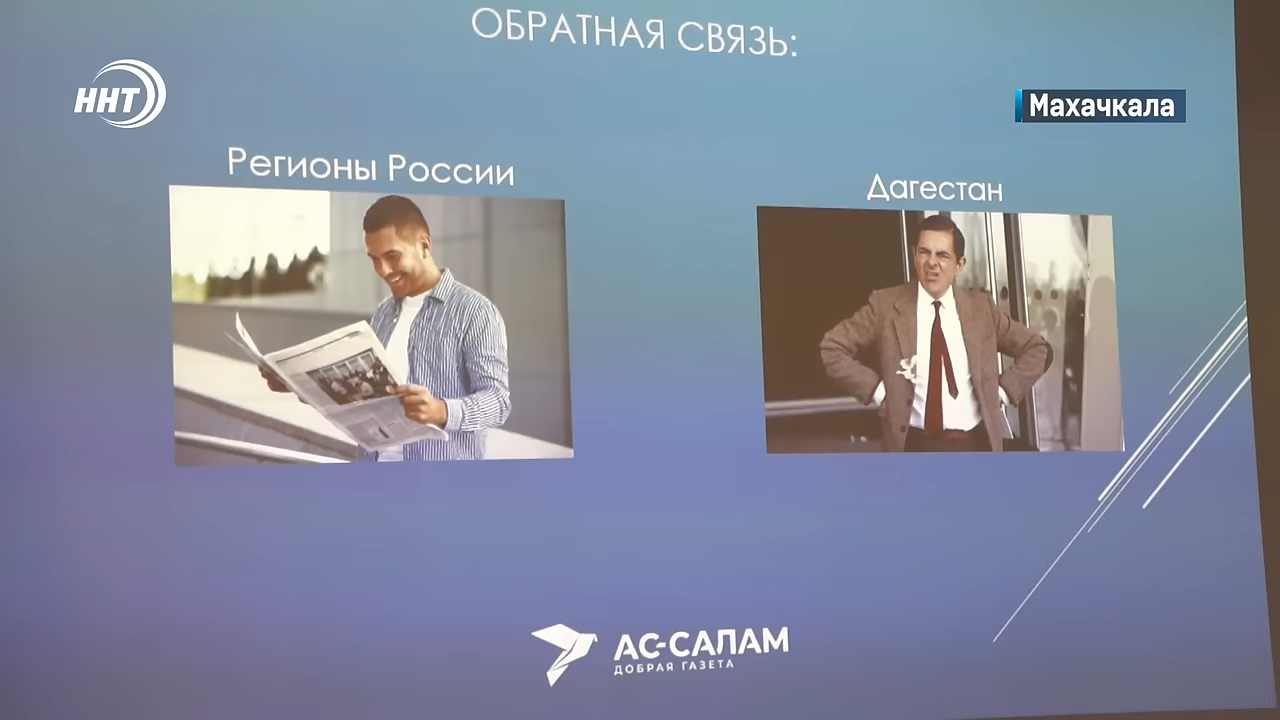 ОБРАТНАЯ СВЯЗЬ:
ННТ
Махачкала
Регионы России
Дагестан
АС-САЛАМ
ДОБРАЯ ГАЗЕТА